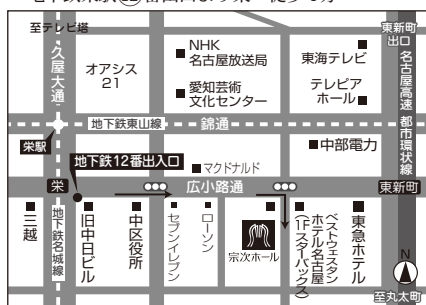 至テレビ塔
久屋大通
オアシス
21
NHK
名古屋放送局
愛知芸術
文化センター
東海テレビ
テレピア
ホール
東新町
出口
名古屋高速 都市環状線
地下鉄東山線
錦通
栄駅
中部電力
地下鉄12番出入口
マクドナルド
栄
広小路通
東新町
三越
地下鉄名城線
旧中日ビル
中区役所
セブンイレブン
ローソン
宗次ホール
ベストウェスタン
ホテル名古屋
(1Fスターバックス)
東急ホテル
N
至丸太町